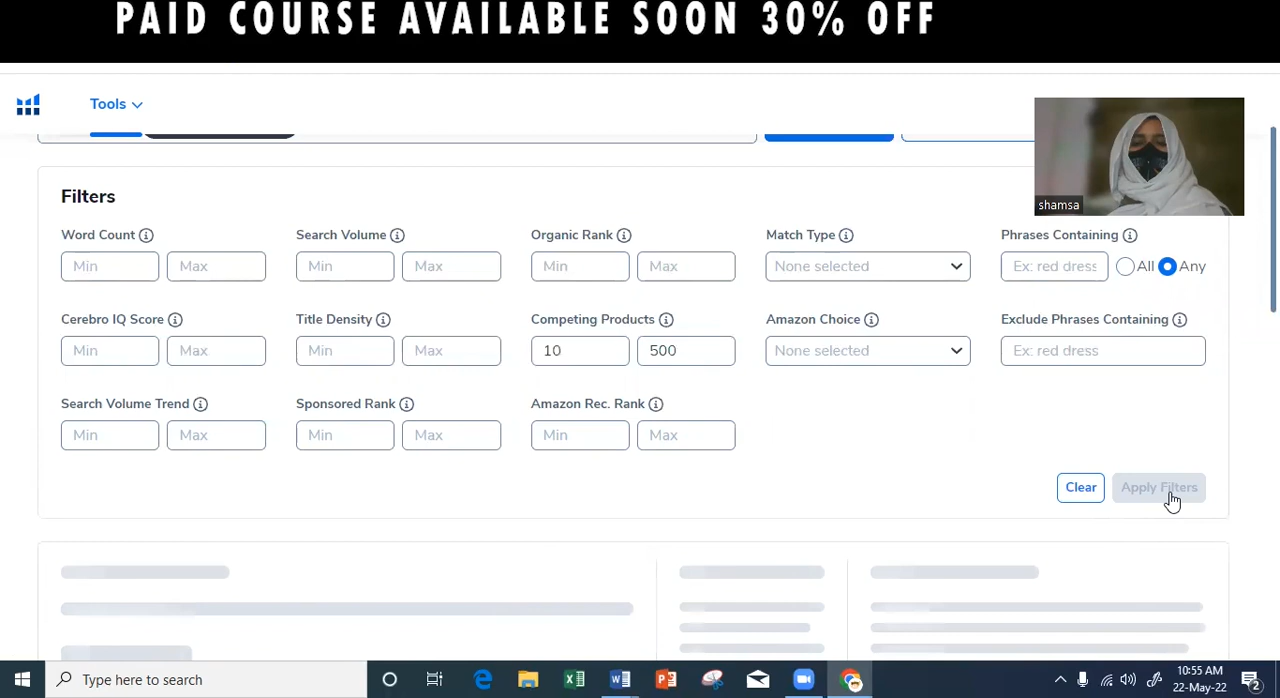 PAID COURSE AVAILABLE SOON 30% OFF
Tools
shamsa
Filters
Word Count Search Volume Organic Rank Match Type Phrases Containing
Min Max Min Max Min Max None selected Ex: red dress All Any
Cerebro IQ Score Title Density Competing Products Amazon Choice Exclude Phrases Containing
Min Max Min Max 10 500 None selected Ex: red dress
Search Volume Trend Sponsored Rank Amazon Rec. Rank
Min Max Min Max Min Max
Clear Apply Filters
Type here to search
10:55 AM
22-May-22
2